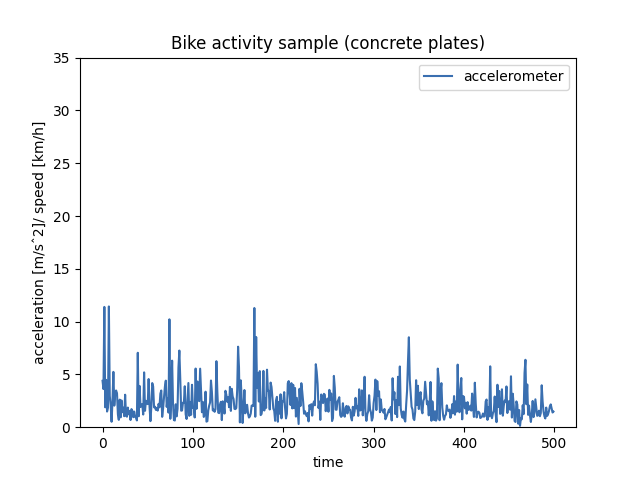 Bike activity sample (concrete plates)
accelerometer
35
30
25
20
15
10
5
0
acceleration [m/sˆ2]/ speed [km/h]
0 100 200 300 400 500
time